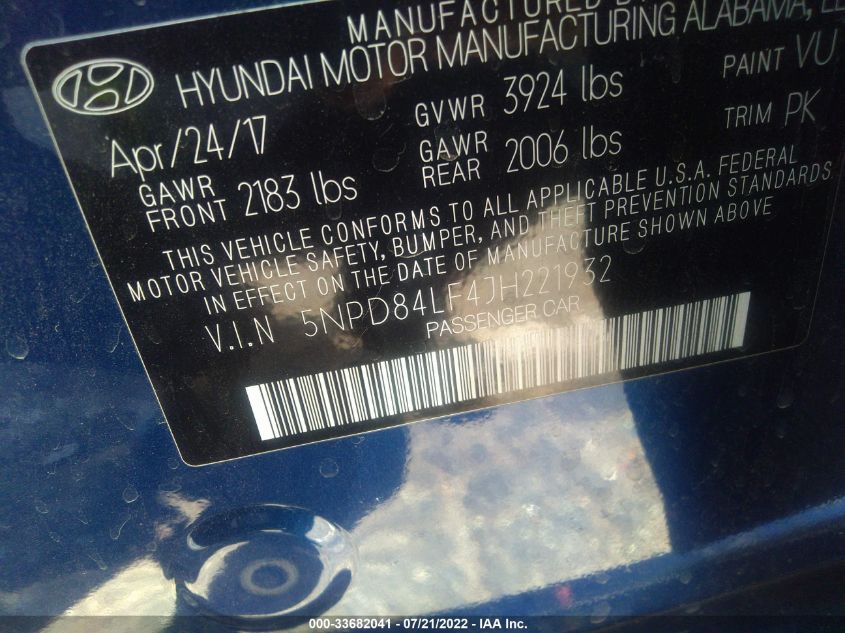 MANUFACTURED
HYUNDAI MOTOR MANUFACTURING ALABAMA,
Apr/24/17 GVWR 3924 lbs PAINT VU
GAWR FRONT 2183 lbs GAWR REAR 2006 lbs TRIM PK
THIS VEHICLE CONFORMS TO ALL APPLICABLE U.S.A. FEDERAL
MOTOR VEHICLE SAFETY, BUMPER, AND THEFT PREVENTION STANDARDS
IN EFFECT ON THE DATE OF MANUFACTURE SHOWN ABOVE
V.I.N 5NPD84LF4JH221932
PASSENGER CAR
000-33682041 - 07/21/2022 - IAA Inc.